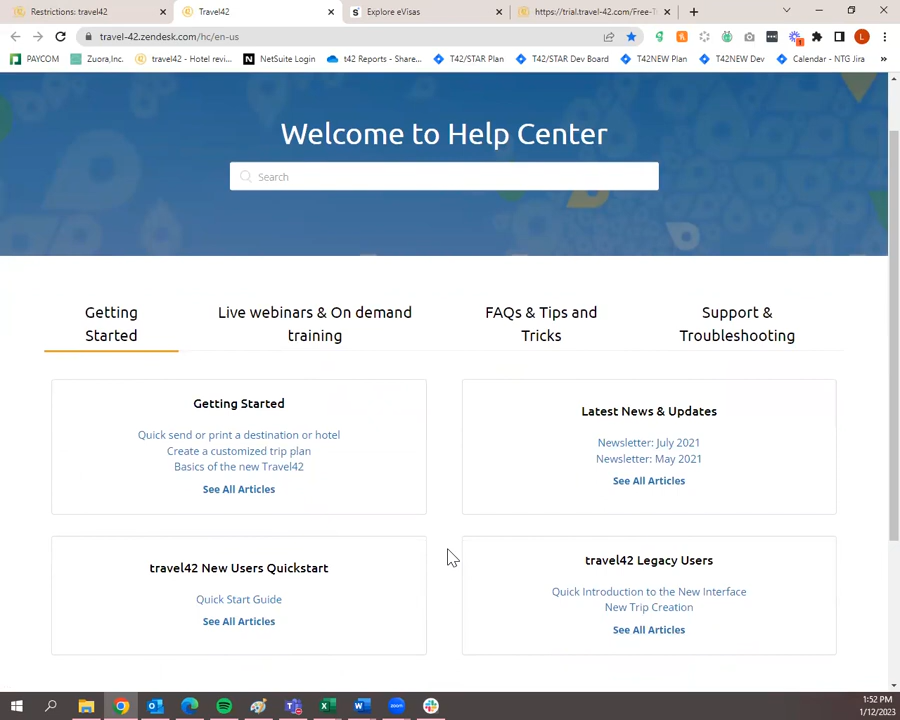 Restrictions: travel42
Travel42
Explore eVisas
https://trial.travel-42.com/Free-T
travel-42.zendesk.com/hc/en-us
L
PAYCOM
Zuora,Inc.
travel42 - Hotel revi...
NetSuite Login
t42 Reports - Share...
T42/STAR Plan
T42/STAR Dev Board
T42NEW Plan
T42NEW Dev
Calendar - NTG Jira
Welcome to Help Center
Search
Getting
Started
Live webinars & On demand
training
FAQs & Tips and
Tricks
Support &
Troubleshooting
Getting Started
Quick send or print a destination or hotel
Create a customized trip plan
Basics of the new Travel42
See All Articles
Latest News & Updates
Newsletter: July 2021
Newsletter: May 2021
See All Articles
travel42 New Users Quickstart
Quick Start Guide
See All Articles
travel42 Legacy Users
Quick Introduction to the New Interface
New Trip Creation
See All Articles
1:52 PM
1/12/2023